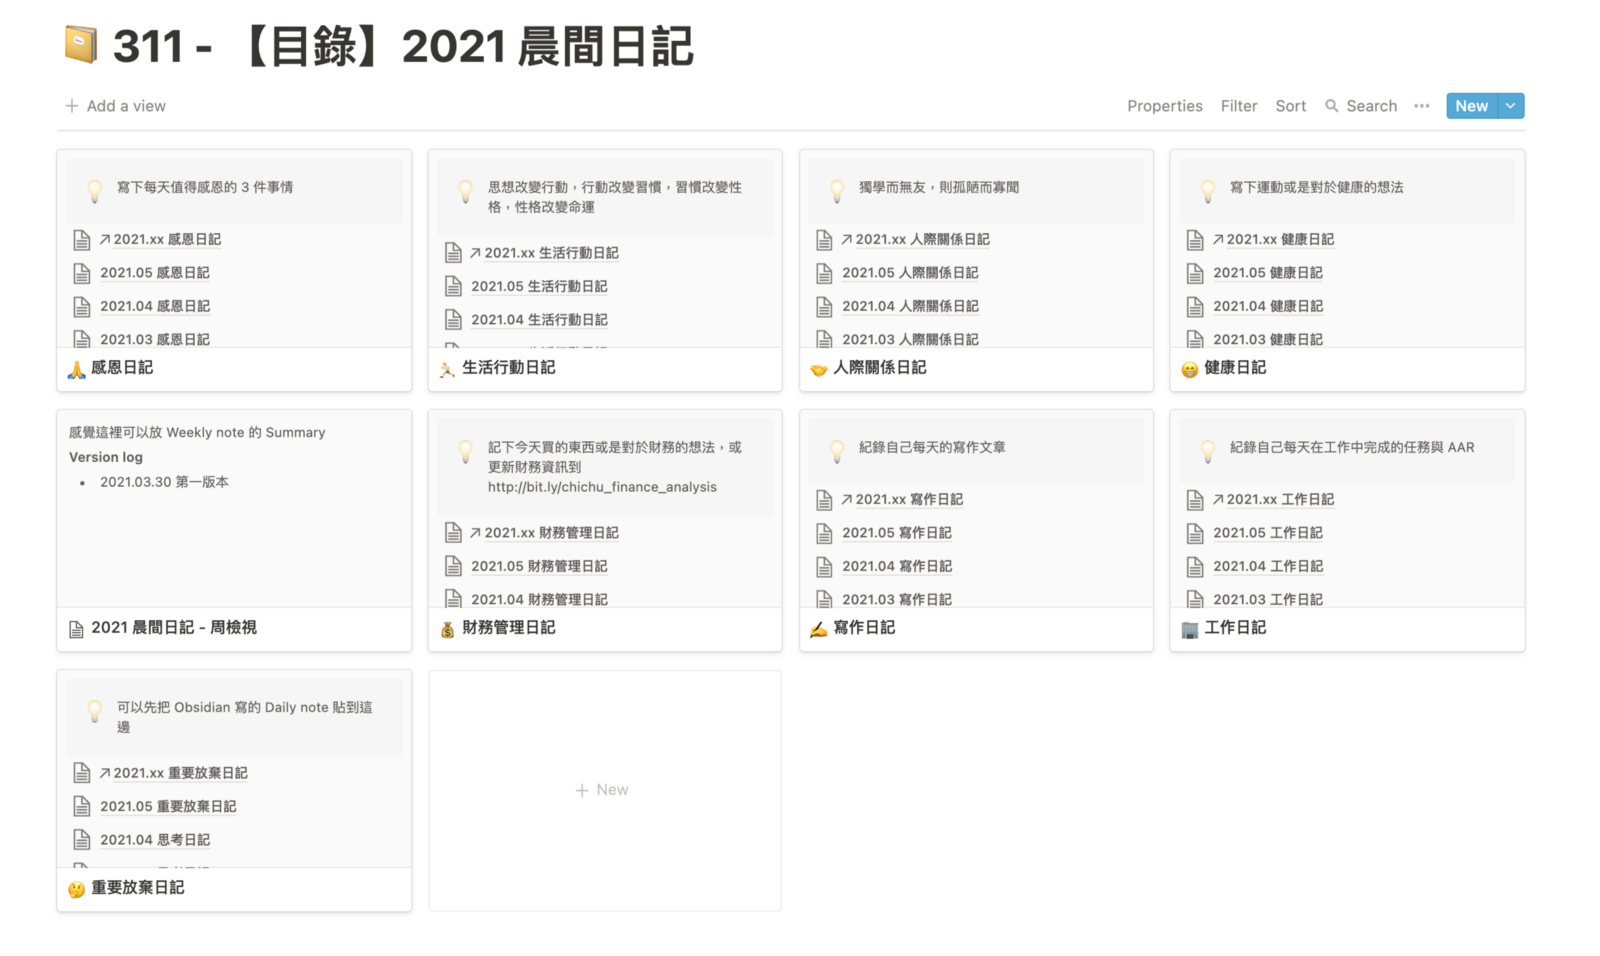 311 - 【目錄】2021 晨間日記
Add a view
Properties Filter Sort Search New
寫下每天值得感恩的 3 件事情
2021.xx 感恩日記
2021.05 感恩日記
2021.04 感恩日記
2021.03 感恩日記
感恩日記
思想改變行動，行動改變習慣，習慣改變性
格，性格改變命運
2021.xx 生活行動日記
2021.05 生活行動日記
2021.04 生活行動日記
生活行動日記
獨學而無友，則孤陋而寡聞
2021.xx 人際關係日記
2021.05 人際關係日記
2021.04 人際關係日記
2021.03 人際關係日記
人際關係日記
寫下運動或是對於健康的想法
2021.xx 健康日記
2021.05 健康日記
2021.04 健康日記
2021.03 健康日記
健康日記
感覺這裡可以放 Weekly note 的 Summary
Version log
• 2021.03.30 第一版本
2021 晨間日記 - 周檢視
記下今天買的東西或是對於財務的想法，或
更新財務資訊到
http://bit.ly/chichu_finance_analysis
2021.xx 財務管理日記
2021.05 財務管理日記
2021.04 財務管理日記
財務管理日記
紀錄自己每天的寫作文章
2021.xx 寫作日記
2021.05 寫作日記
2021.04 寫作日記
2021.03 寫作日記
寫作日記
紀錄自己每天在工作中完成的任務與 AAR
2021.xx 工作日記
2021.05 工作日記
2021.04 工作日記
2021.03 工作日記
工作日記
可以先把 Obsidian 寫的 Daily note 貼到這
邊
2021.xx 重要放棄日記
2021.05 重要放棄日記
2021.04 思考日記
重要放棄日記
New